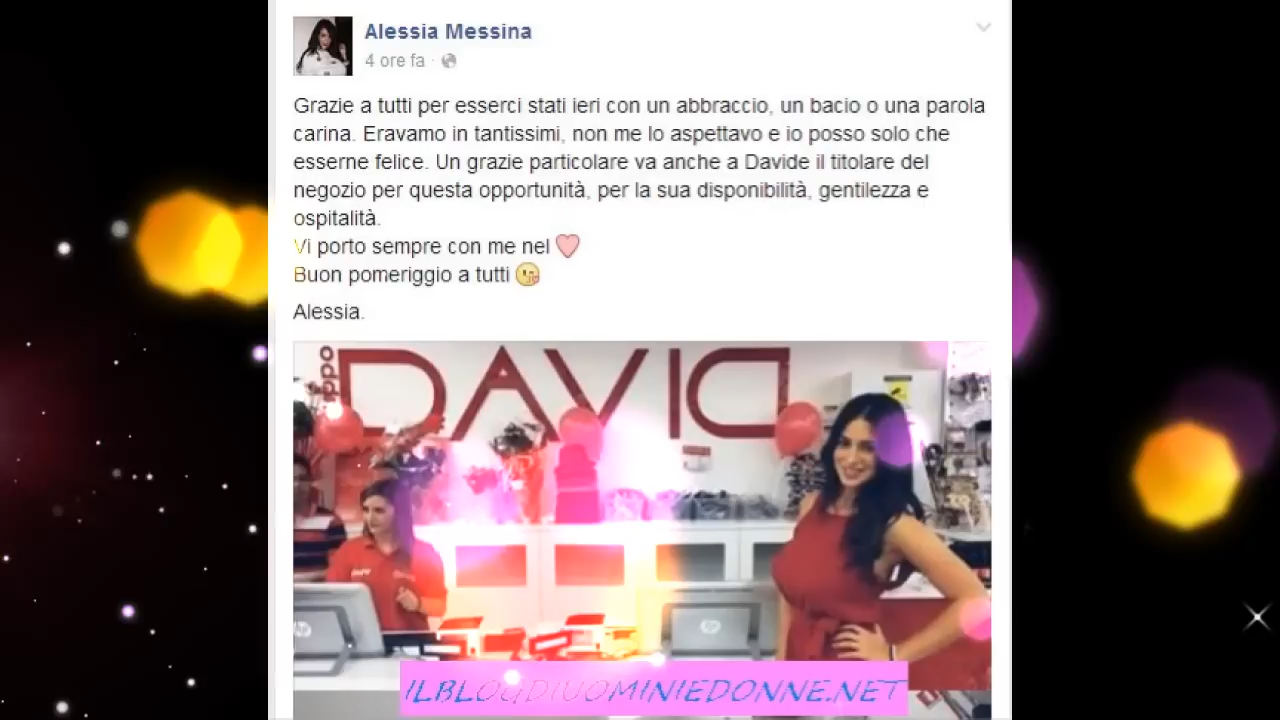 Alessia Messina
4 ore fa ·
Grazie a tutti per esserci stati ieri con un abbraccio, un bacio o una parola
carina. Eravamo in tantissimi, non me lo aspettavo e io posso solo che
esserne felice. Un grazie particolare va anche a Davide il titolare del
negozio per questa opportunità, per la sua disponibilità, gentilezza e
ospitalità.
Vi porto sempre con me nel
Buon pomeriggio a tutti
Alessia.
DAVID
hp
hp
ILBLOGDIUOMINIEDONNE.NET